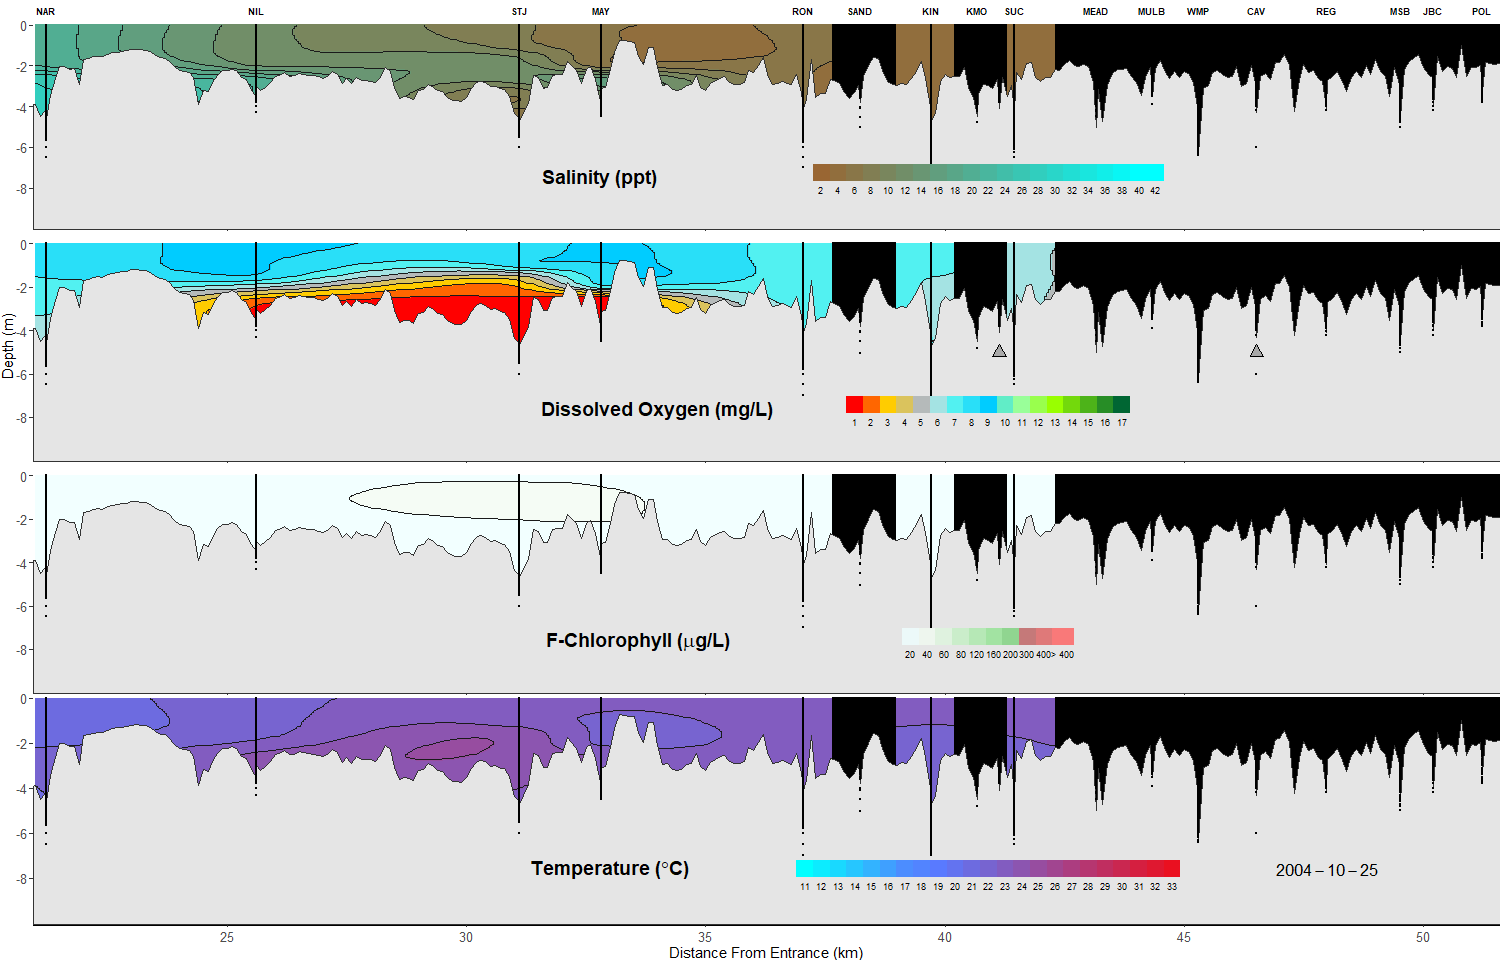 NAR NIL STJ MAY RON SAND KIN KMO SUC MEAD MULB WMP CAV REG MSB JBC POL
0
-2
-4
-6
-8
Salinity (ppt)
2 4 6 8 10 12 14 16 18 20 22 24 26 28 30 32 34 36 38 40 42
0
-2
-4
-6
-8
Depth (m)
Dissolved Oxygen (mg/L)
1 2 3 4 5 6 7 8 9 10 11 12 13 14 15 16 17
0
-2
-4
-6
-8
F-Chlorophyll (μg/L)
20 40 60 80 120 160 200 300 400 > 400
0
-2
-4
-6
-8
Temperature (°C)
11 12 13 14 15 16 17 18 19 20 21 22 23 24 25 26 27 28 29 30 31 32 33
2004 – 10 – 25
25 30 35 40 45 50
Distance From Entrance (km)